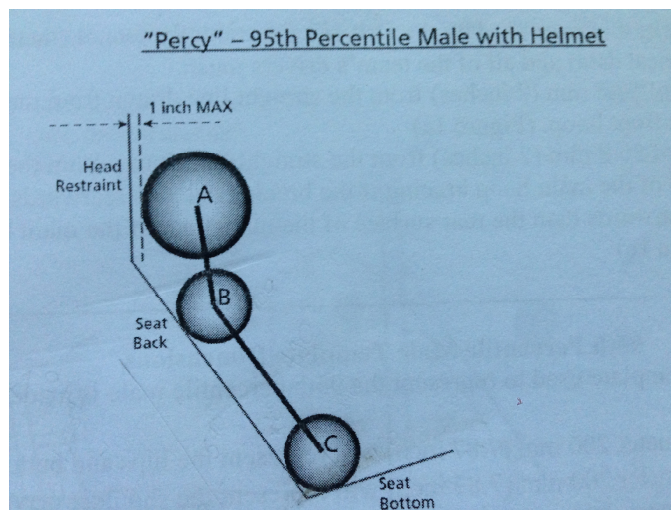 "Percy" – 95th Percentile Male with Helmet
1 inch MAX
Head
Restraint
A
B
Seat
Back
C
Seat
Bottom